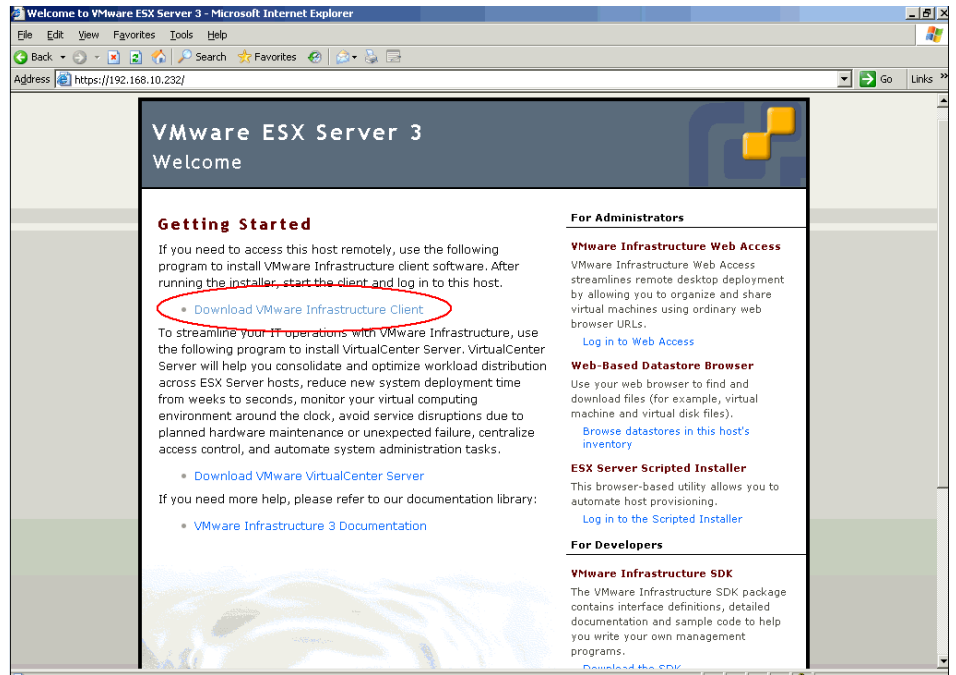 Welcome to VMware ESX Server 3 - Microsoft Internet Explorer
File Edit View Favorites Tools Help
Back Search Favorites
Address https://192.168.10.232/ Go Links »
VMware ESX Server 3
Welcome
Getting Started
If you need to access this host remotely, use the following
program to install VMware Infrastructure client software. After
running the installer, start the client and log in to this host.
Download VMware Infrastructure Client
To streamline your IT operations with VMware Infrastructure, use
the following program to install VirtualCenter Server. VirtualCenter
Server will help you consolidate and optimize workload distribution
across ESX Server hosts, reduce new system deployment time
from weeks to seconds, monitor your virtual computing
environment around the clock, avoid service disruptions due to
planned hardware maintenance or unexpected failure, centralize
access control, and automate system administration tasks.
Download VMware VirtualCenter Server
If you need more help, please refer to our documentation library:
VMware Infrastructure 3 Documentation
For Administrators
VMware Infrastructure Web Access
VMware Infrastructure Web Access
streamlines remote desktop deployment
by allowing you to organize and share
virtual machines using ordinary web
browser URLs.
Log in to Web Access
Web-Based Datastore Browser
Use your web browser to find and
download files (for example, virtual
machine and virtual disk files).
Browse datastores in this host's
inventory
ESX Server Scripted Installer
This browser-based utility allows you to
automate host provisioning.
Log in to the Scripted Installer
For Developers
VMware Infrastructure SDK
The VMware Infrastructure SDK package
contains interface definitions, detailed
documentation and sample code to help
you write your own management
programs.
Download the SDK